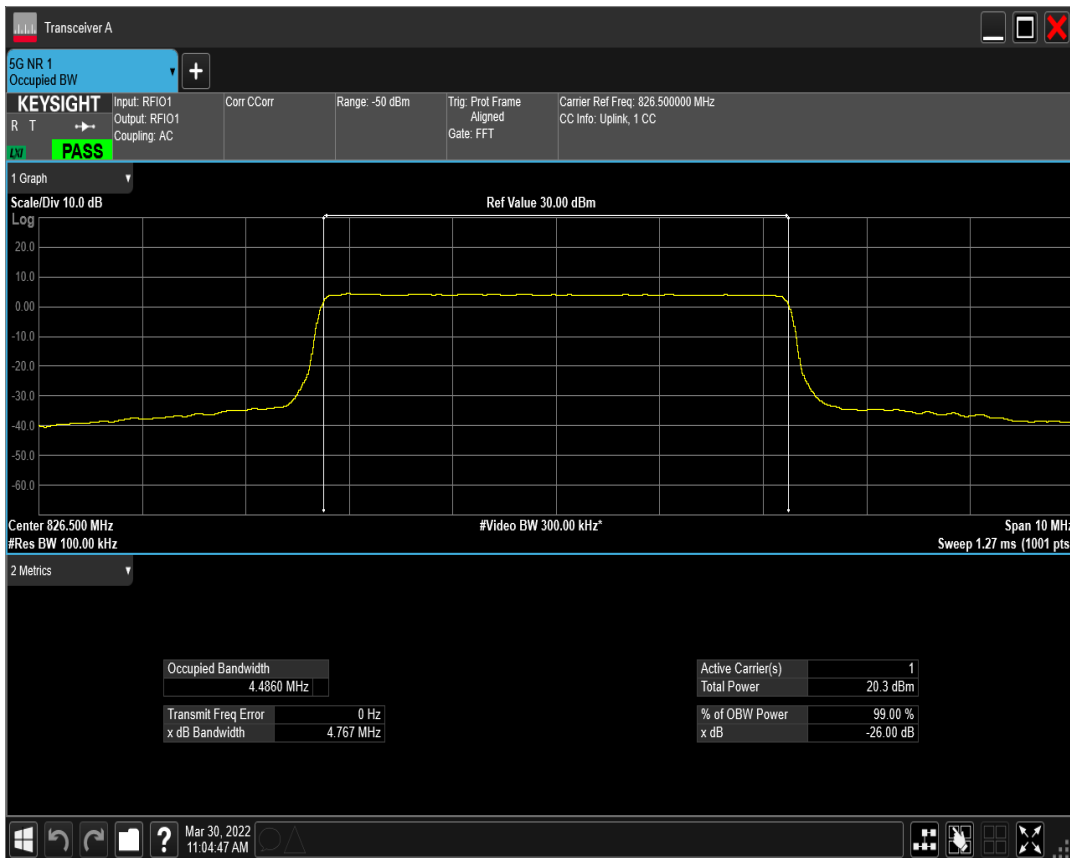 Transceiver A
5G NR 1
Occupied BW
KEYSIGHT
R T
LXI
PASS
Input: RFIO1
Output: RFIO1
Coupling: AC
Corr CCorr
Range: -50 dBm
Trig: Prot Frame
Aligned
Gate: FFT
Carrier Ref Freq: 826.500000 MHz
CC Info: Uplink, 1 CC
1 Graph
Scale/Div 10.0 dB
Ref Value 30.00 dBm
Log
20.0
10.0
0.00
-10.0
-20.0
-30.0
-40.0
-50.0
-60.0
Center 826.500 MHz
#Video BW 300.00 kHz*
Span 10 MHz
#Res BW 100.00 kHz
Sweep 1.27 ms (1001 pts
2 Metrics
Occupied Bandwidth
4.4860 MHz
Transmit Freq Error 0 Hz
x dB Bandwidth 4.767 MHz
Active Carrier(s) 1
Total Power 20.3 dBm
% of OBW Power 99.00 %
x dB -26.00 dB
?
Mar 30, 2022
11:04:47 AM